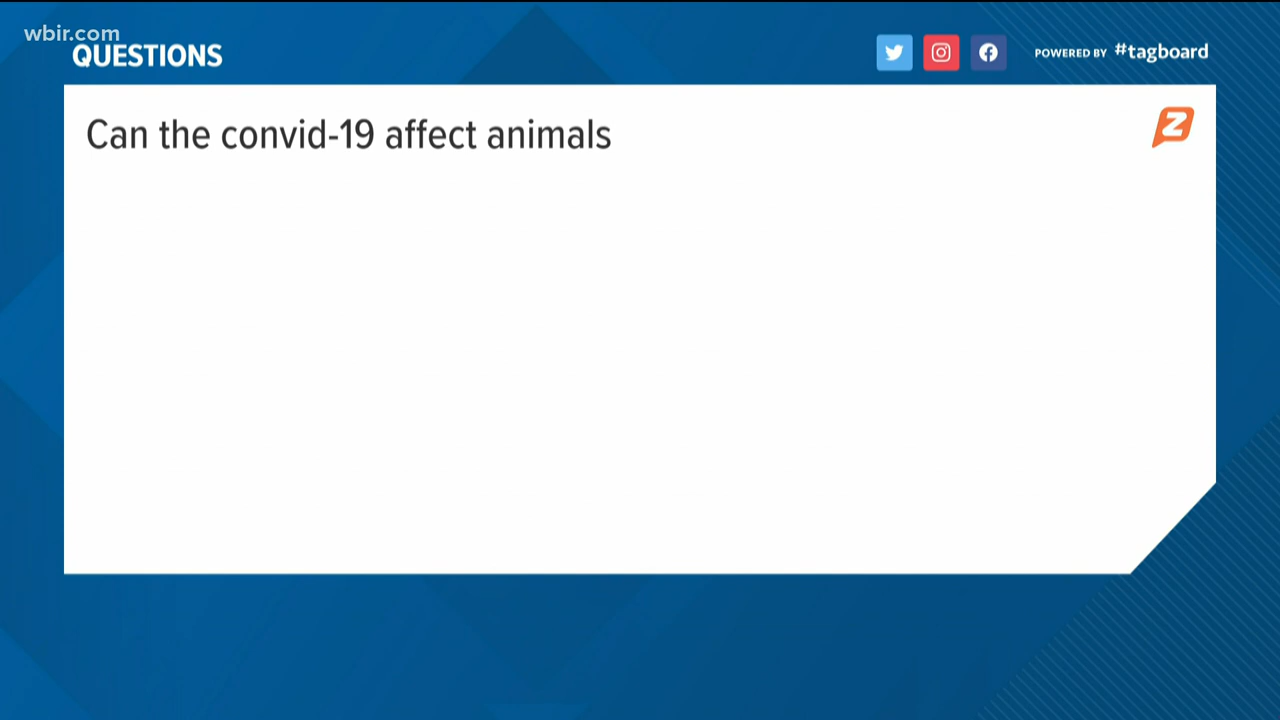 wbir.com
QUESTIONS
POWERED BY #tagboard
Can the convid-19 affect animals
Z